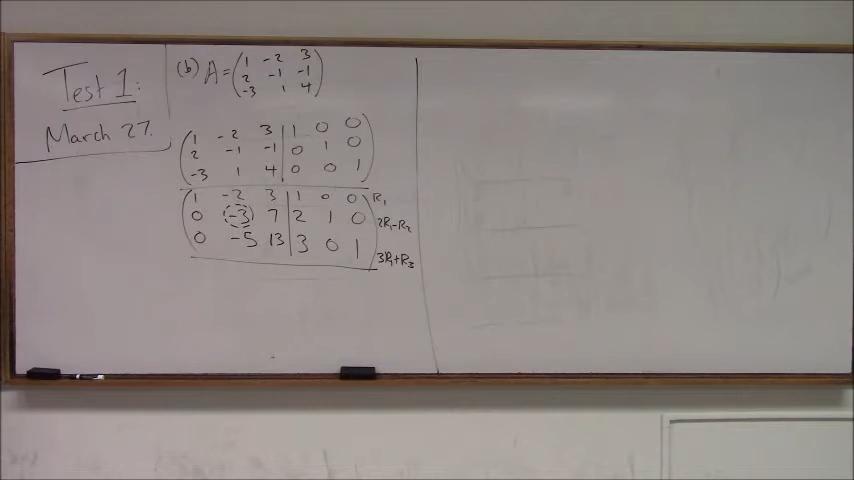 Test 1:
March 27.
(b) A = ( 1 -2 3
2 -1 -1
-3 1 4 )
( 1 -2 3 | 1 0 0
2 -1 -1 | 0 1 0
-3 1 4 | 0 0 1 )
( 1 -2 3 | 1 0 0 ) R1
0 -3 7 | 2 1 0 2R1-R2
0 -5 13 | 3 0 1 3R1+R3